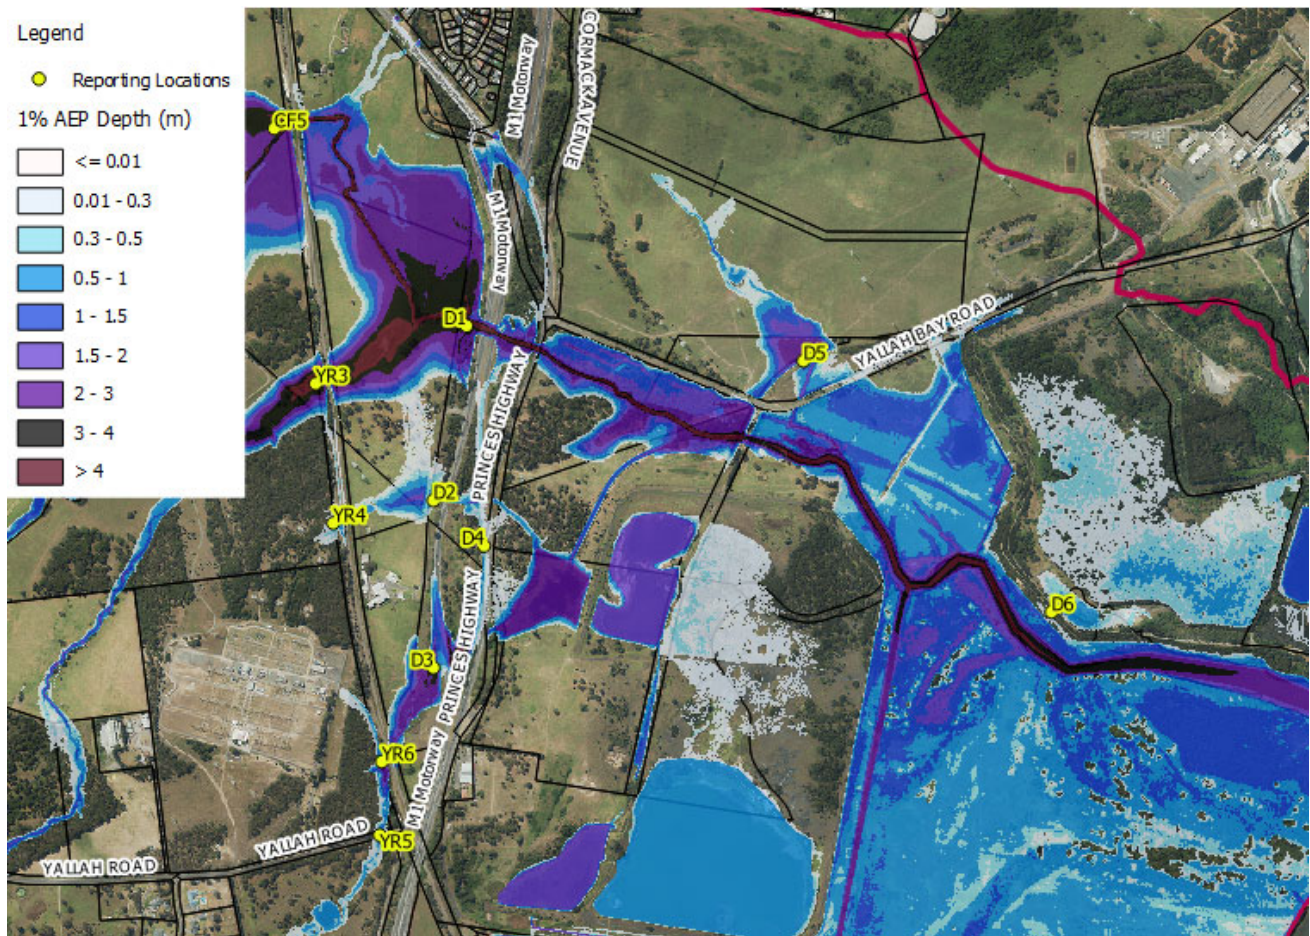 Legend
Reporting Locations
1% AEP Depth (m)
<= 0.01
0.01 - 0.3
0.3 - 0.5
0.5 - 1
1 - 1.5
1.5 - 2
2 - 3
3 - 4
> 4
CF5
M1 Motorway
CORMACK AVENUE
M1 Motorway
D1
YR3
PRINCES HIGHWAY
D5
YALLAH BAY ROAD
D2
YR4
D4
D6
D3
PRINCES HIGHWAY
YR6
M1 Motorway
YR5
YALLAH ROAD
YALLAH ROAD